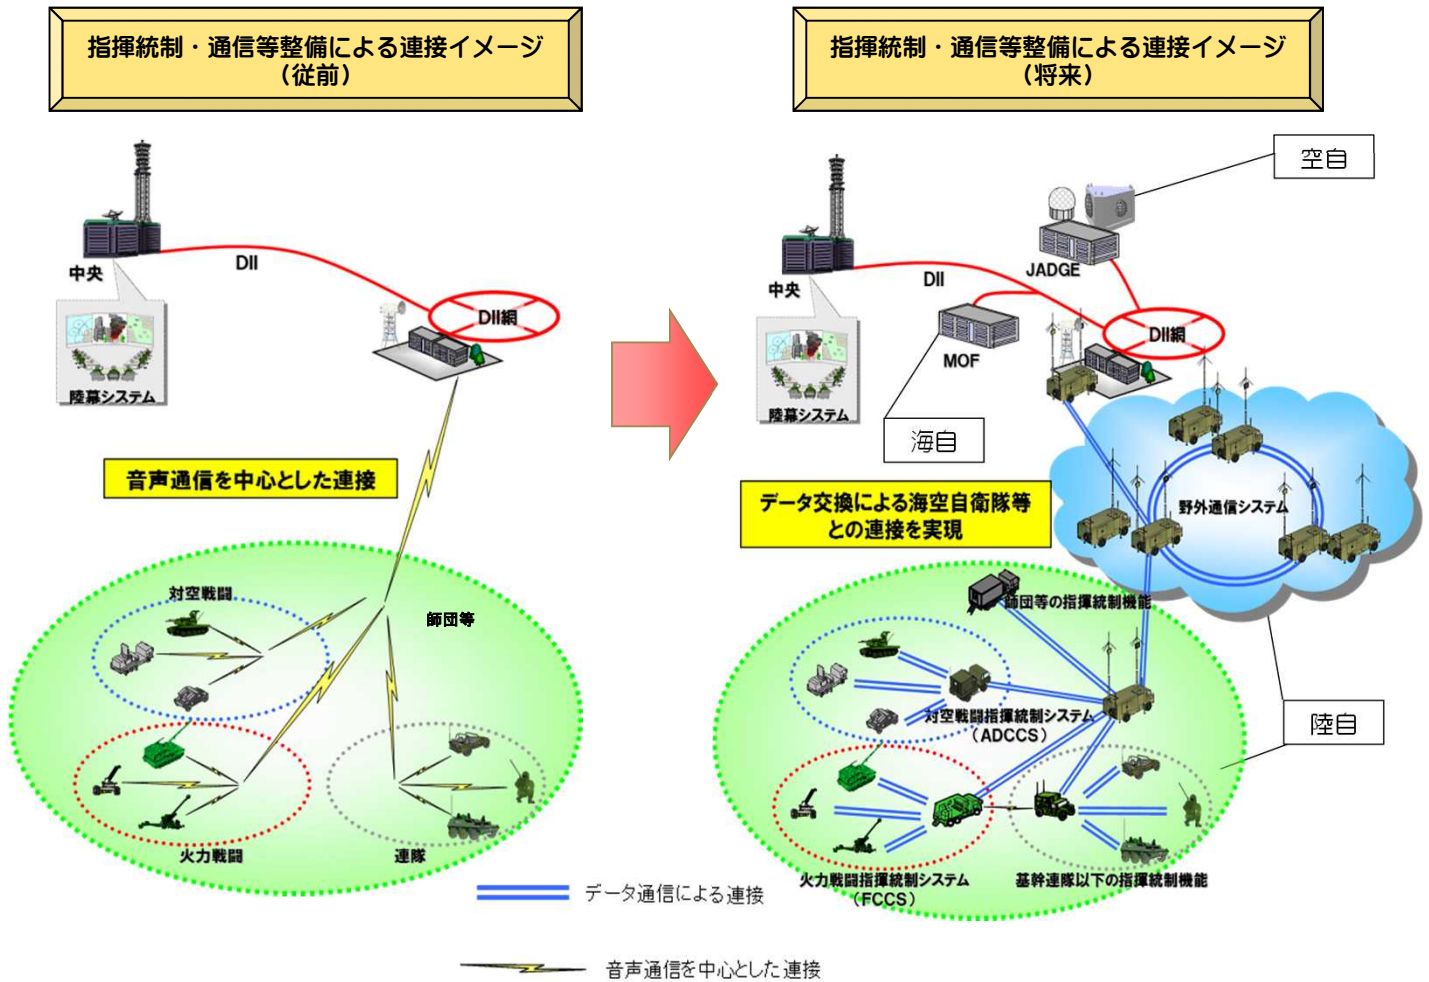 指揮統制・通信等整備による連接イメージ
（従前）
中央
DII
DII網
陸幕システム
音声通信を中心とした連接
対空戦闘
師団等
火力戦闘
連隊
指揮統制・通信等整備による連接イメージ
（将来）
空自
JADGE
中央
DII
DII網
MOF
陸幕システム
海自
データ交換による海空自衛隊等
との連接を実現
野外通信システム
師団等の指揮統制機能
対空戦闘指揮統制システム
（ADCCS）
陸自
火力戦闘指揮統制システム
（FCCS）
基幹連隊以下の指揮統制機能
データ通信による連接
音声通信を中心とした連接